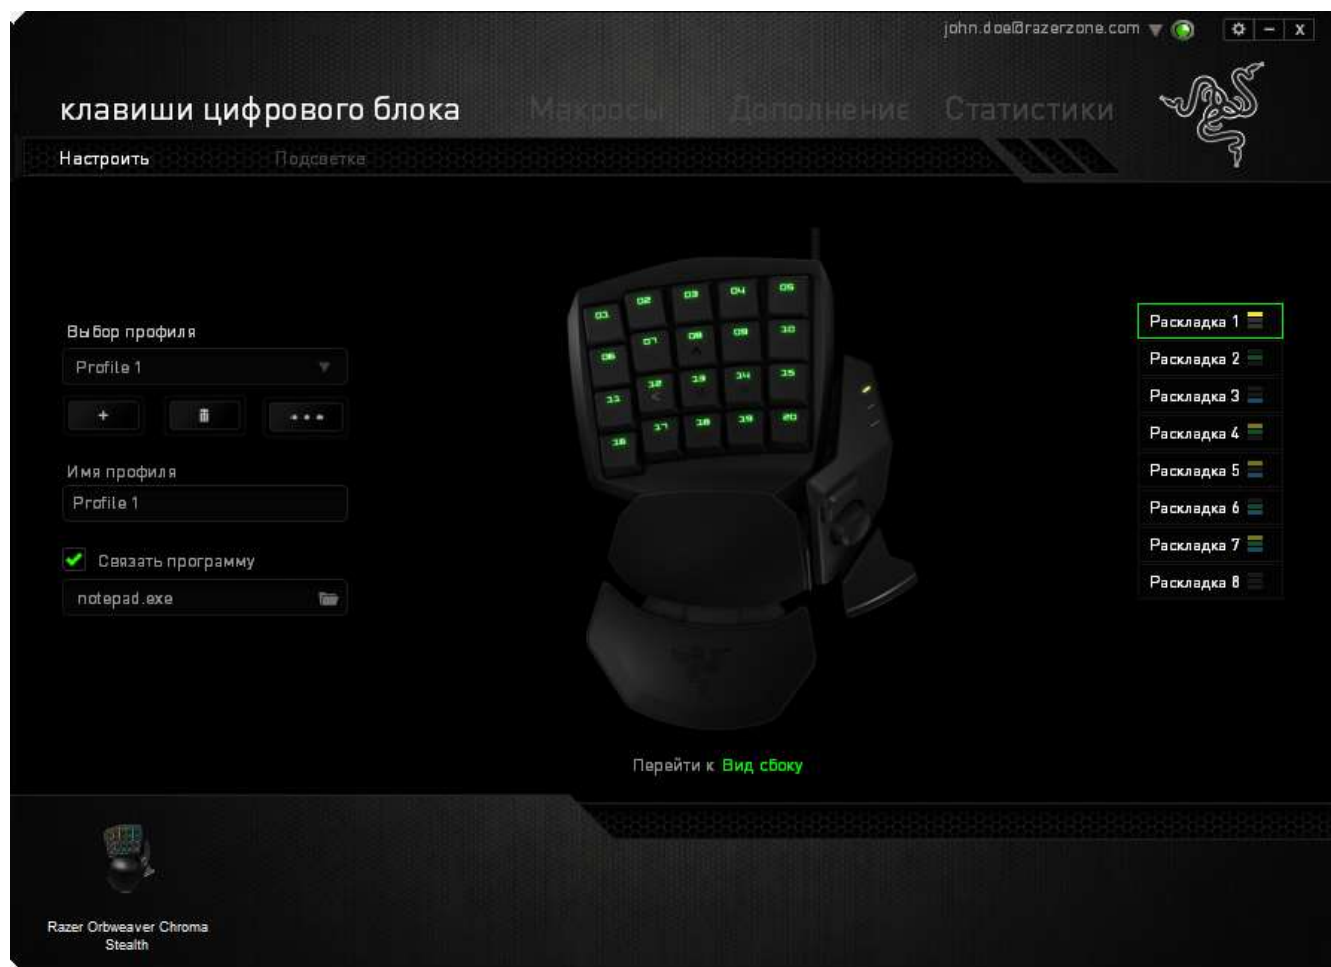 john.doe@razerzone.com
клавиши цифрового блока Макросы Дополнение Статистики
Настроить Подсветка
Выбор профиля
Profile 1
Имя профиля
Profile 1
Связать программу
notepad.exe
01 02 03 04 05
06 07 08 09 10
11 12 13 14 15
16 17 18 19 20
Раскладка 1
Раскладка 2
Раскладка 3
Раскладка 4
Раскладка 5
Раскладка 6
Раскладка 7
Раскладка 8
Перейти к Вид сбоку
Razer Orbweaver Chroma
Stealth